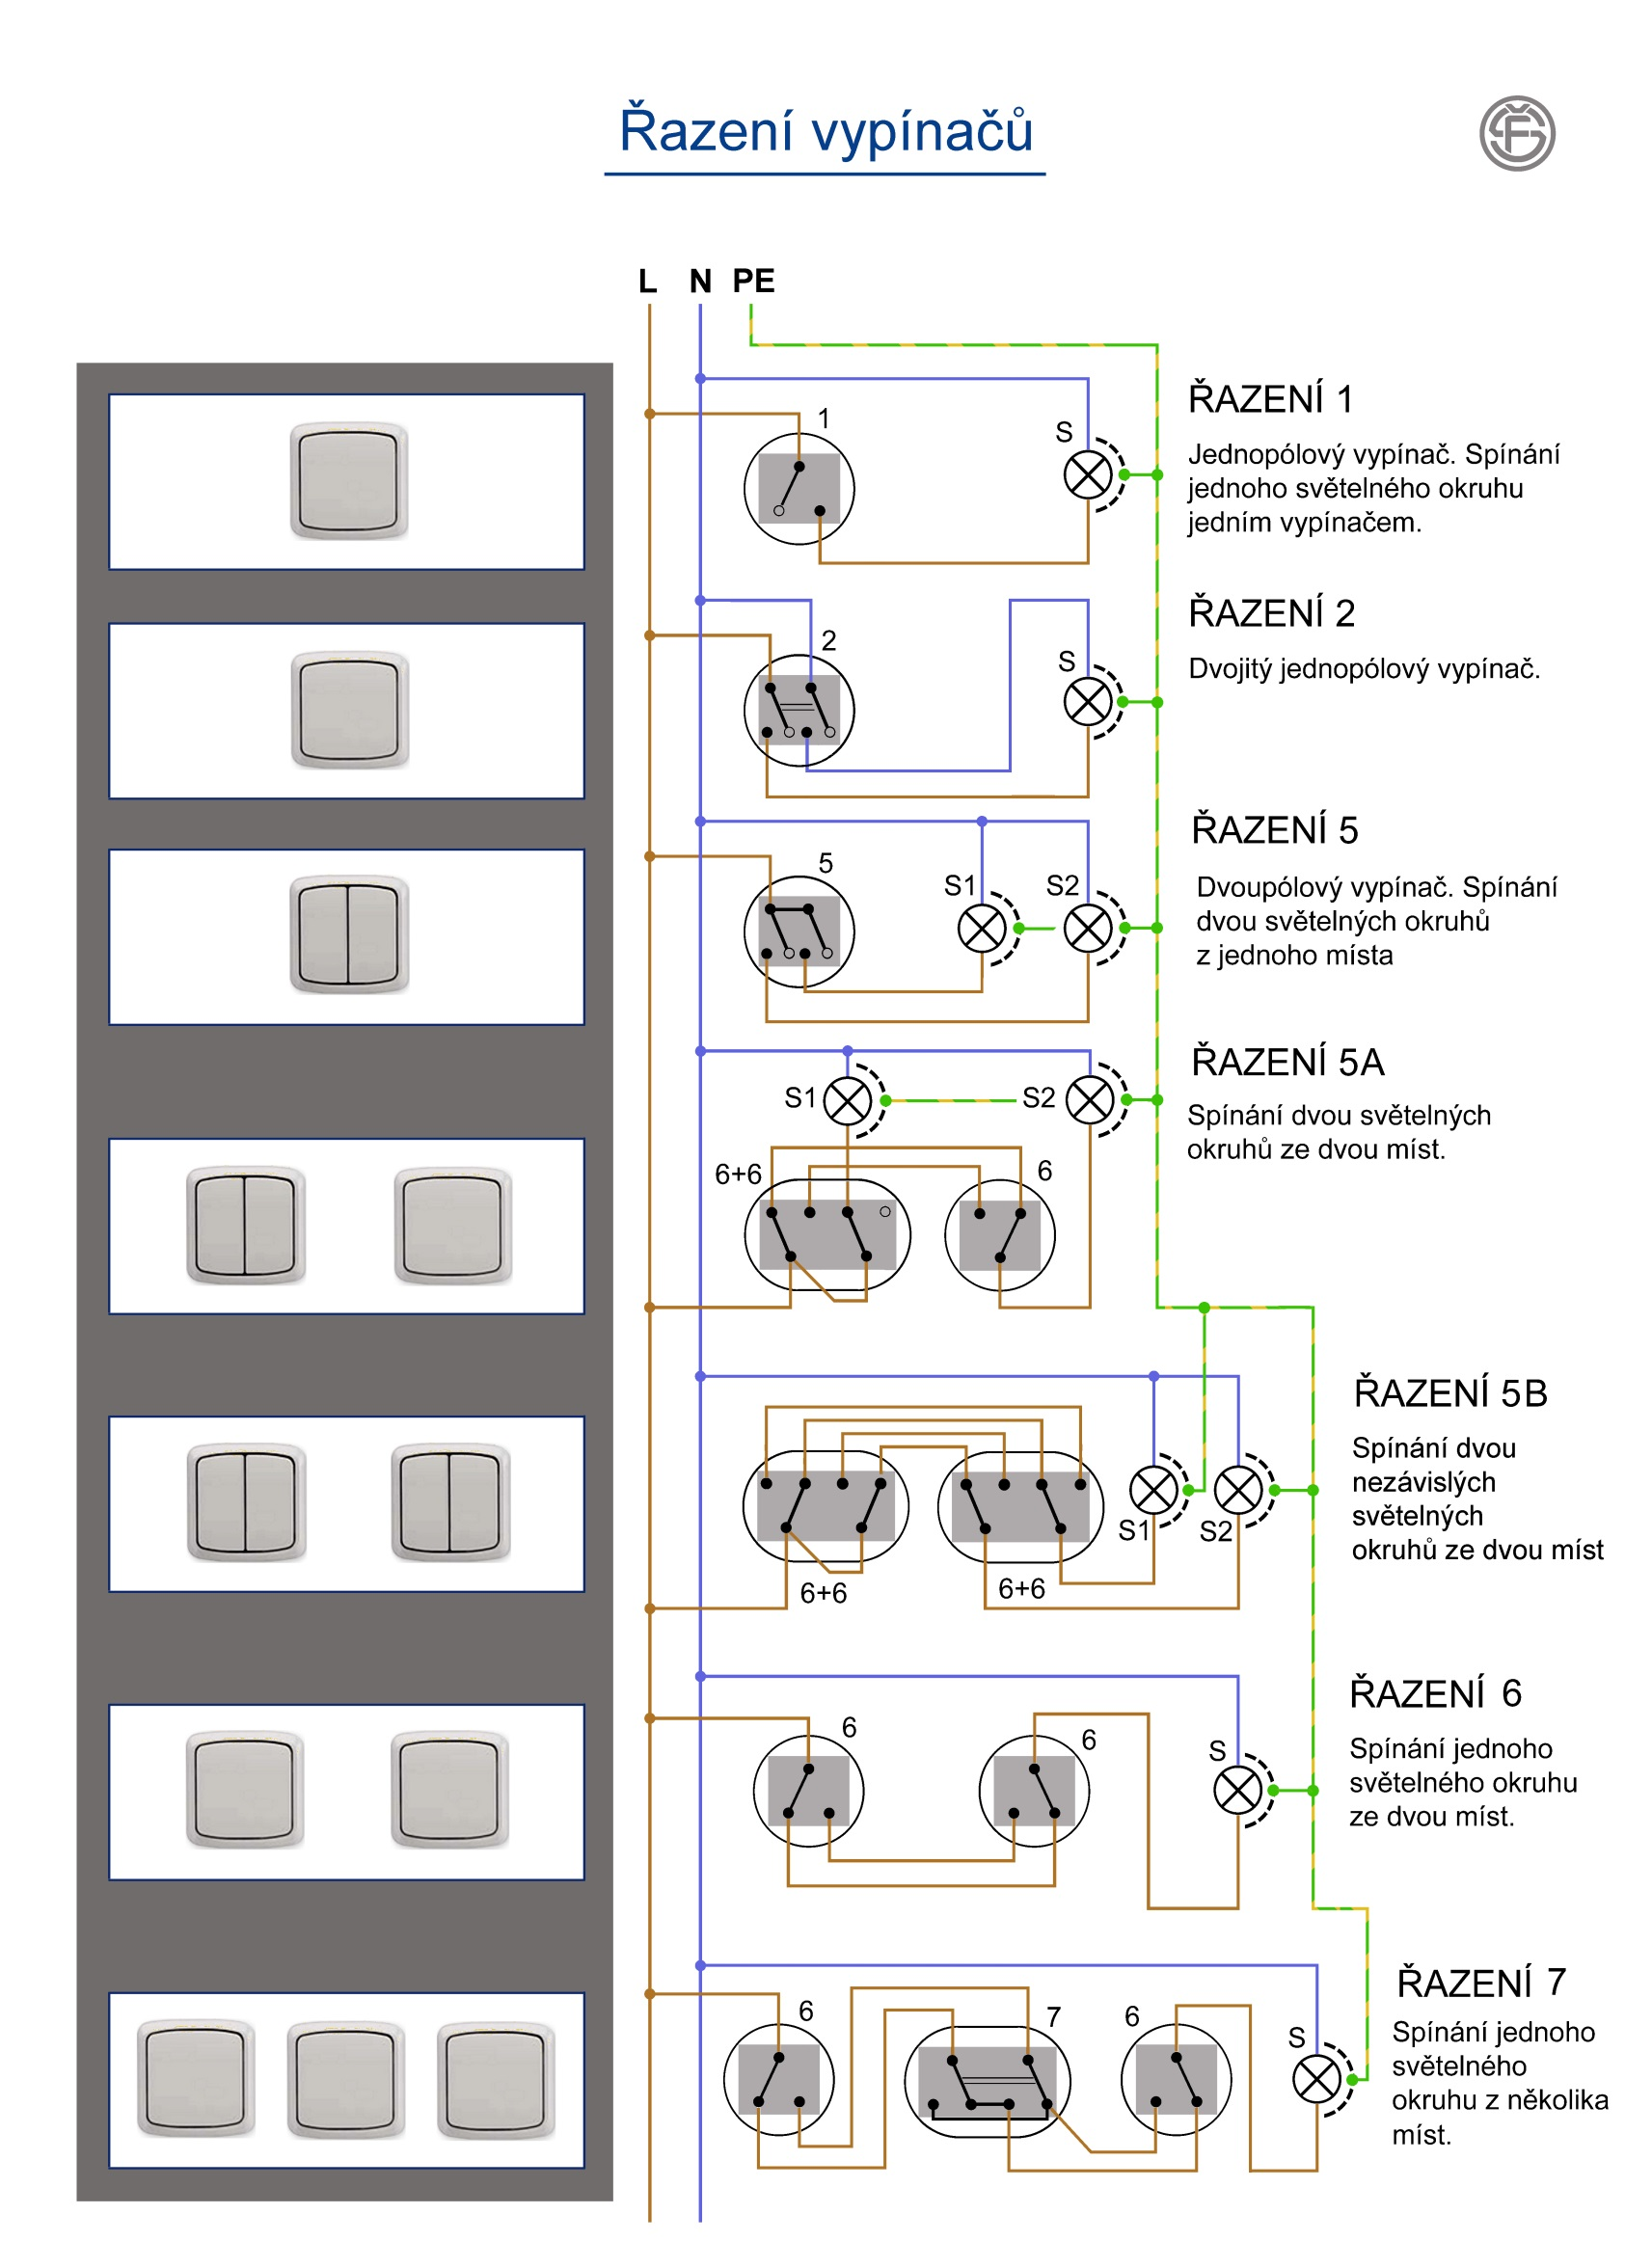 Řazení vypínačů
L N PE
1
S
ŘAZENÍ 1
Jednopólový vypínač. Spínání
jednoho světelného okruhu
jedním vypínačem.
2
S
ŘAZENÍ 2
Dvojitý jednopólový vypínač.
5
S1
S2
ŘAZENÍ 5
Dvoupólový vypínač. Spínání
dvou světelných okruhů
z jednoho místa
S1
S2
6+6
6
ŘAZENÍ 5A
Spínání dvou světelných
okruhů ze dvou míst.
6+6
6+6
S1
S2
ŘAZENÍ 5B
Spínání dvou
nezávislých
světelných
okruhů ze dvou míst
6
6
S
ŘAZENÍ 6
Spínání jednoho
světelného okruhu
ze dvou míst.
6
7
6
S
ŘAZENÍ 7
Spínání jednoho
světelného
okruhu z několika
míst.